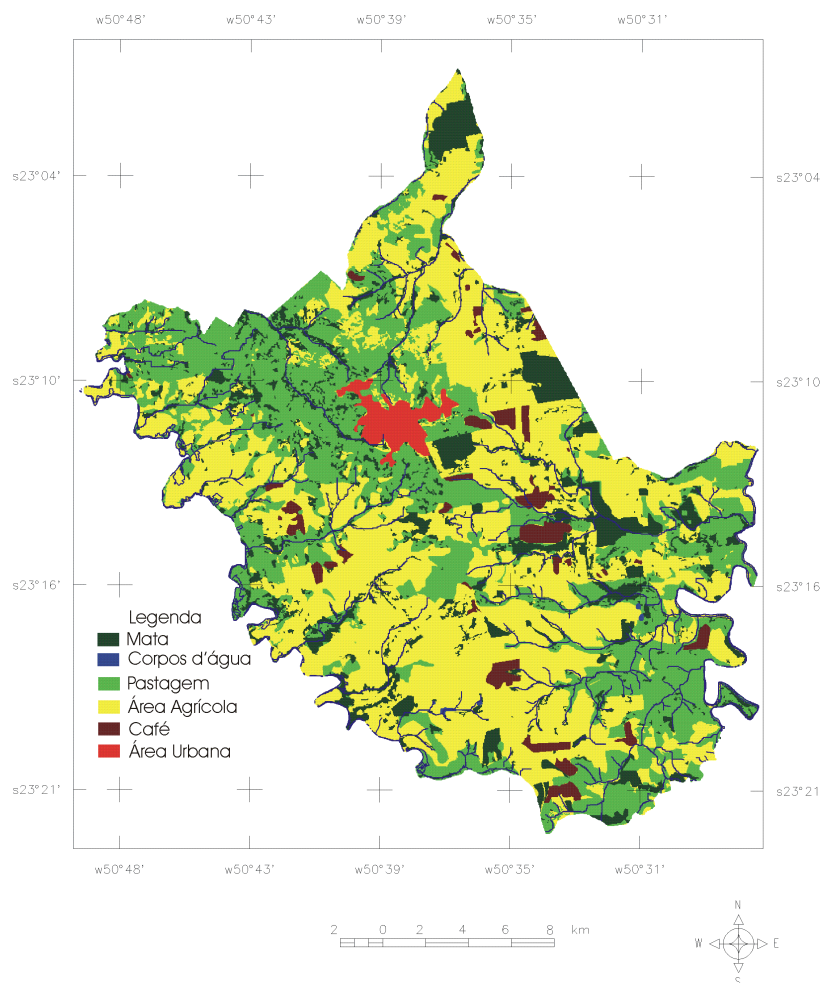 w50°48' w50°43' w50°39' w50°35' w50°31'
s23°04' s23°04
s23°10' s23°10
s23°16' s23°16
Legenda
Mata
Corpos d'água
Pastagem
Área Agrícola
Café
Área Urbana
s23°21' s23°21
w50°48' w50°43' w50°39' w50°35' w50°31'
2 0 2 4 6 8 km
N
W E
S